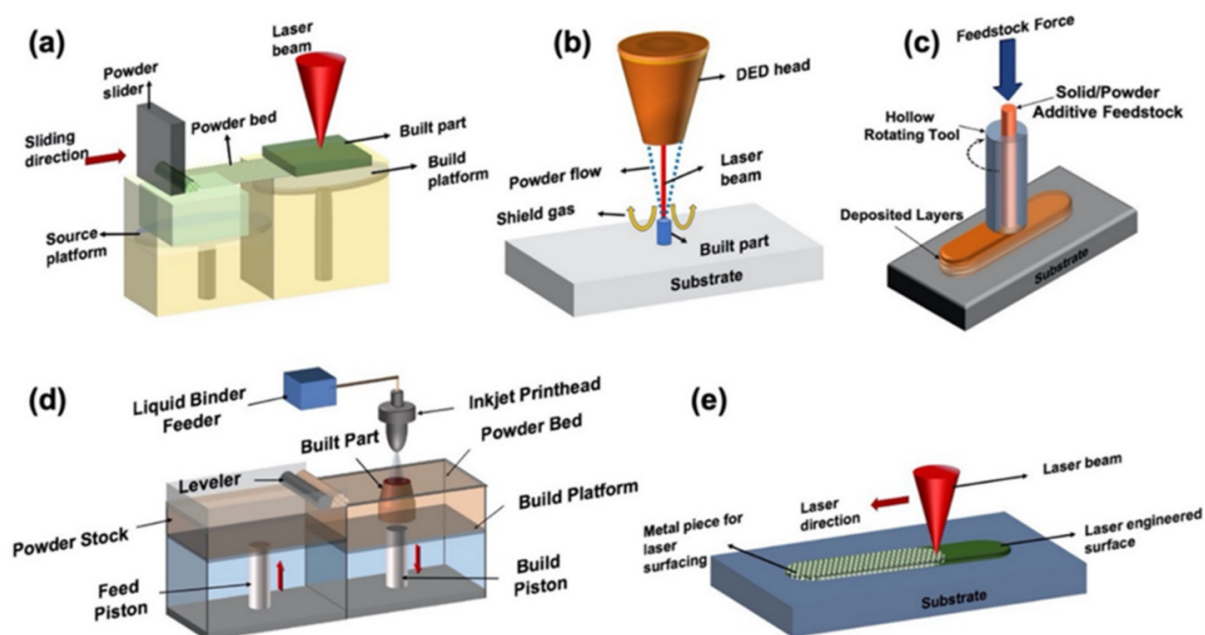 (a)
Laser
beam
Powder
slider
Powder bed
Sliding
direction
Built part
Build
platform
Source
platform
(b)
DED head
Powder flow
Laser
beam
Shield gas
Built part
Substrate
(c)
Feedstock Force
Solid/Powder
Additive Feedstock
Hollow
Rotating Tool
Deposited Layers
Substrate
(d)
Liquid Binder
Feeder
Inkjet Printhead
Powder Bed
Built Part
Leveler
Build Platform
Powder Stock
Feed
Piston
Build
Piston
(e)
Laser beam
Laser
direction
Metal piece for
laser
surfacing
Laser engineered
surface
Substrate